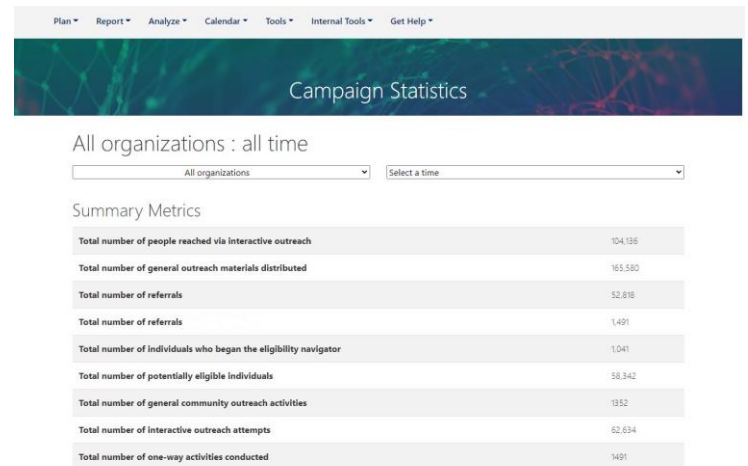 Plan Report Analyze Calendar Tools Internal Tools Get Help
Campaign Statistics
All organizations : all time
All organizations Select a time
Summary Metrics
Total number of people reached via interactive outreach 104,136
Total number of general outreach materials distributed 165,580
Total number of referrals 52,818
Total number of referrals 1,491
Total number of individuals who began the eligibility navigator 1,041
Total number of potentially eligible individuals 58,342
Total number of general community outreach activities 1352
Total number of interactive outreach attempts 62,634
Total number of one-way activities conducted 1491